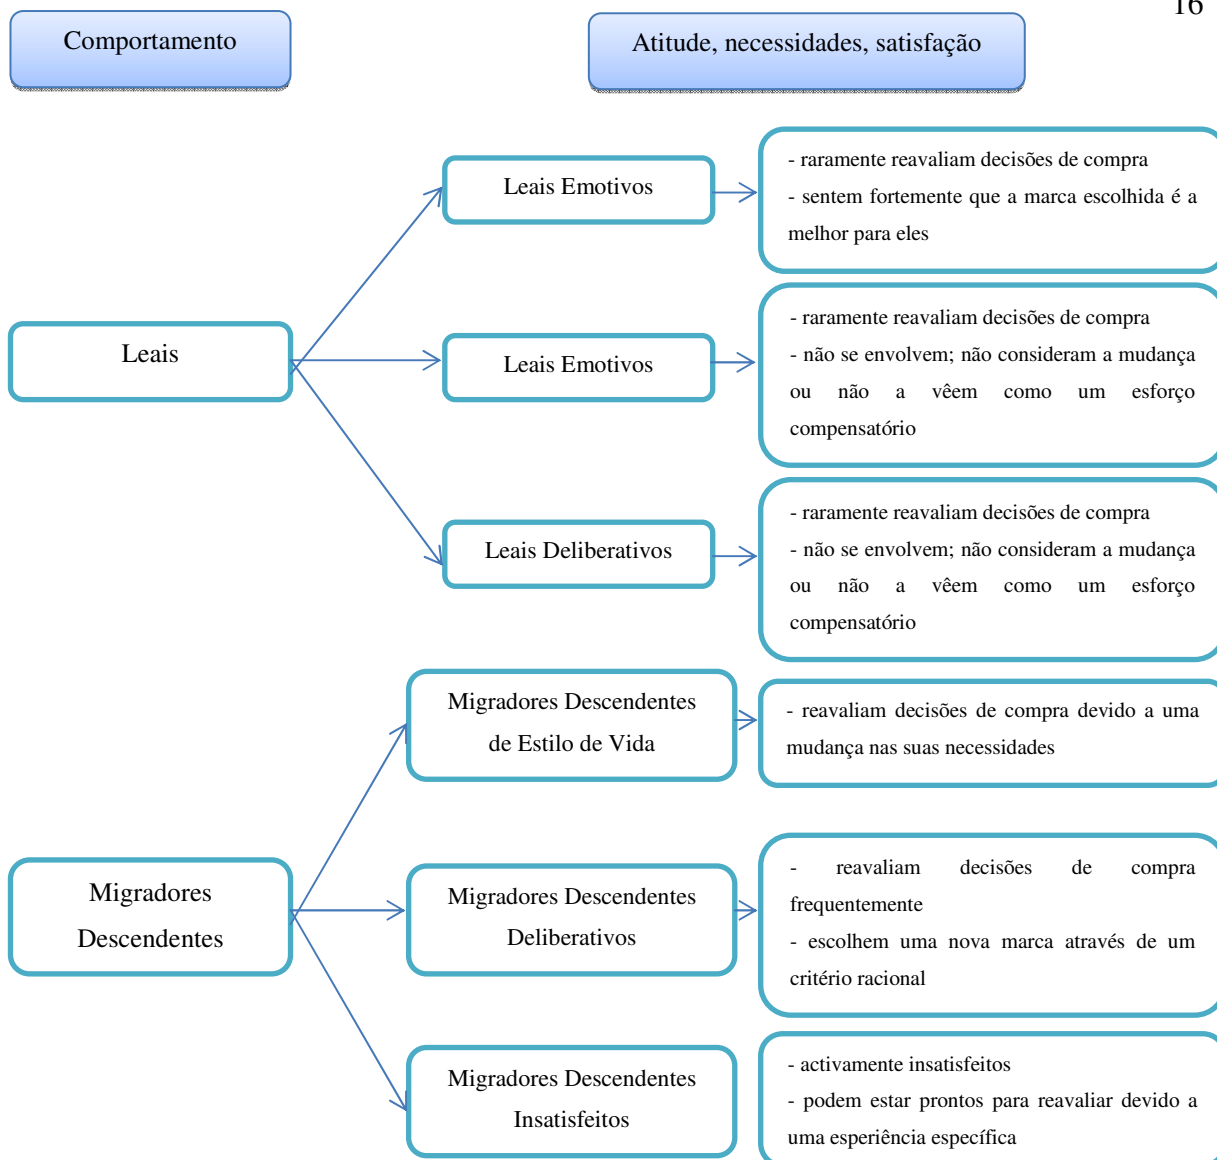 16
Comportamento
Atitude, necessidades, satisfação
Leais
Leais Emotivos
- raramente reavaliam decisões de compra
- sentem fortemente que a marca escolhida é a
melhor para eles
Leais Emotivos
- raramente reavaliam decisões de compra
- não se envolvem; não consideram a mudança
ou não a vêem como um esforço
compensatório
Leais Deliberativos
- raramente reavaliam decisões de compra
- não se envolvem; não consideram a mudança
ou não a vêem como um esforço
compensatório
Migradores
Descendentes
Migradores Descendentes
de Estilo de Vida
- reavaliam decisões de compra devido a uma
mudança nas suas necessidades
Migradores Descendentes
Deliberativos
- reavaliam decisões de compra
frequentemente
- escolhem uma nova marca através de um
critério racional
Migradores Descendentes
Insatisfeitos
- activamente insatisfeitos
- podem estar prontos para reavaliar devido a
uma esperiência específica